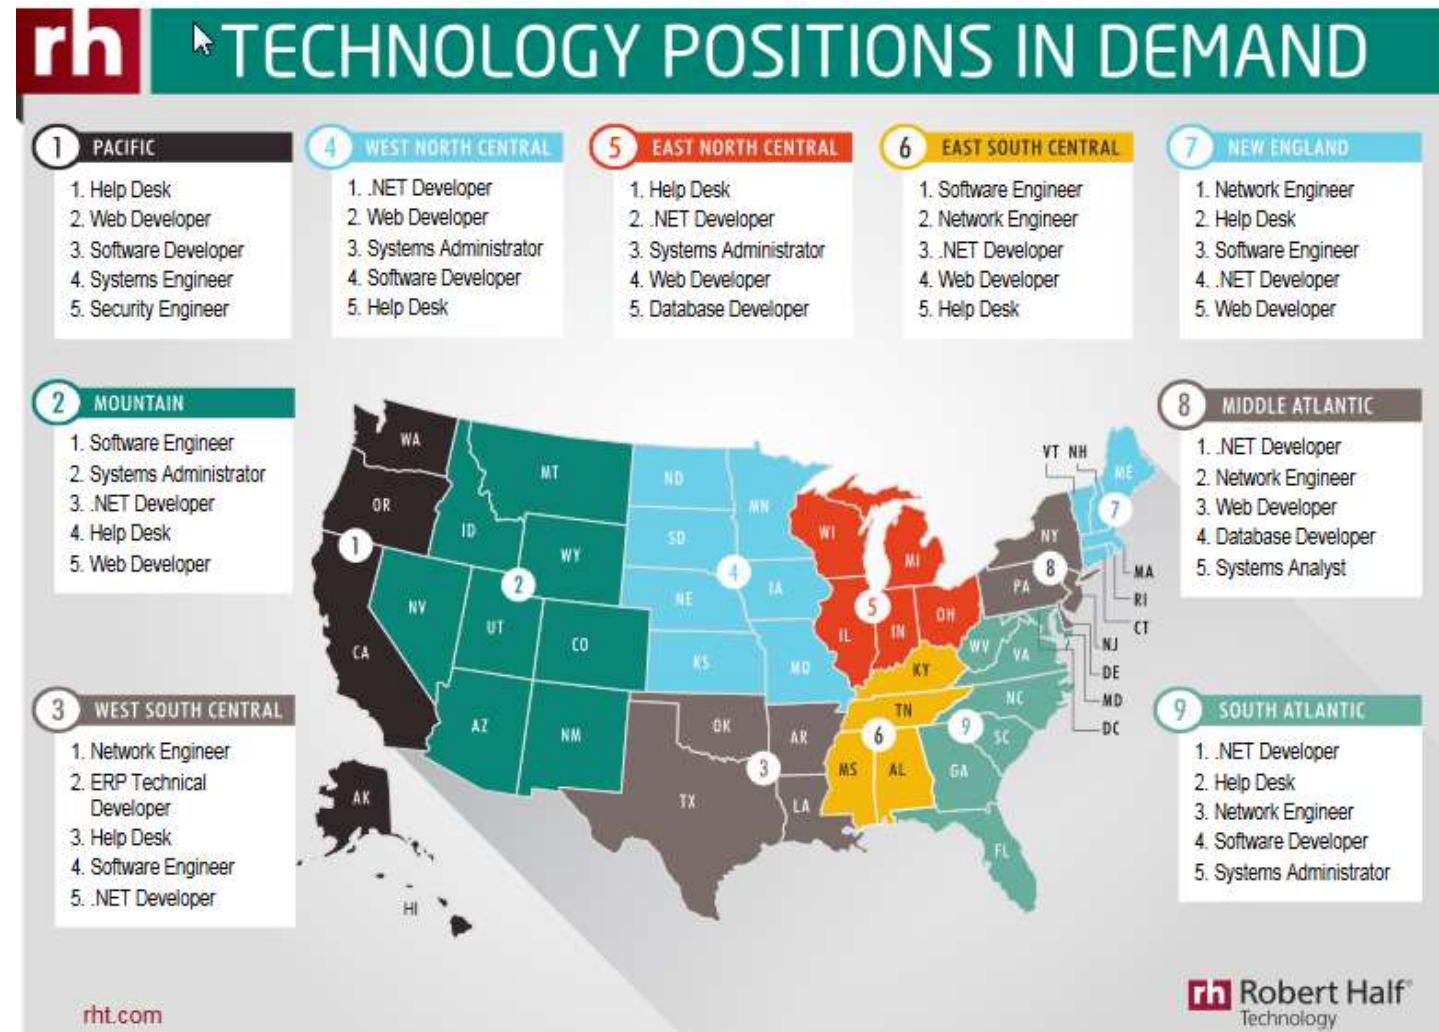 rh TECHNOLOGY POSITIONS IN DEMAND
1 PACIFIC
1. Help Desk
2. Web Developer
3. Software Developer
4. Systems Engineer
5. Security Engineer
4 WEST NORTH CENTRAL
1. .NET Developer
2. Web Developer
3. Systems Administrator
4. Software Developer
5. Help Desk
5 EAST NORTH CENTRAL
1. Help Desk
2. .NET Developer
3. Systems Administrator
4. Web Developer
5. Database Developer
6 EAST SOUTH CENTRAL
1. Software Engineer
2. Network Engineer
3. .NET Developer
4. Web Developer
5. Help Desk
7 NEW ENGLAND
1. Network Engineer
2. Help Desk
3. Software Engineer
4. .NET Developer
5. Web Developer
2 MOUNTAIN
1. Software Engineer
2. Systems Administrator
3. .NET Developer
4. Help Desk
5. Web Developer
3 WEST SOUTH CENTRAL
1. Network Engineer
2. ERP Technical
Developer
3. Help Desk
4. Software Engineer
5. .NET Developer
8 MIDDLE ATLANTIC
1. .NET Developer
2. Network Engineer
3. Web Developer
4. Database Developer
5. Systems Analyst
9 SOUTH ATLANTIC
1. .NET Developer
2. Help Desk
3. Network Engineer
4. Software Developer
5. Systems Administrator
WA
OR
1
CA
AK
HI
MT
ID
WY
2
NV
UT
CO
AZ
NM
ND
MN
SD
4
NE
IA
KS
MO
OK
AR
3
TX
LA
WI
MI
5
IL
IN
OH
KY
TN
6
MS
AL
VT NH
ME
7
NY
8
PA
MA
RI
CT
NJ
DE
MD
DC
WV
VA
NC
9
SC
GA
FL
rht.com
rh Robert Half®
Technology